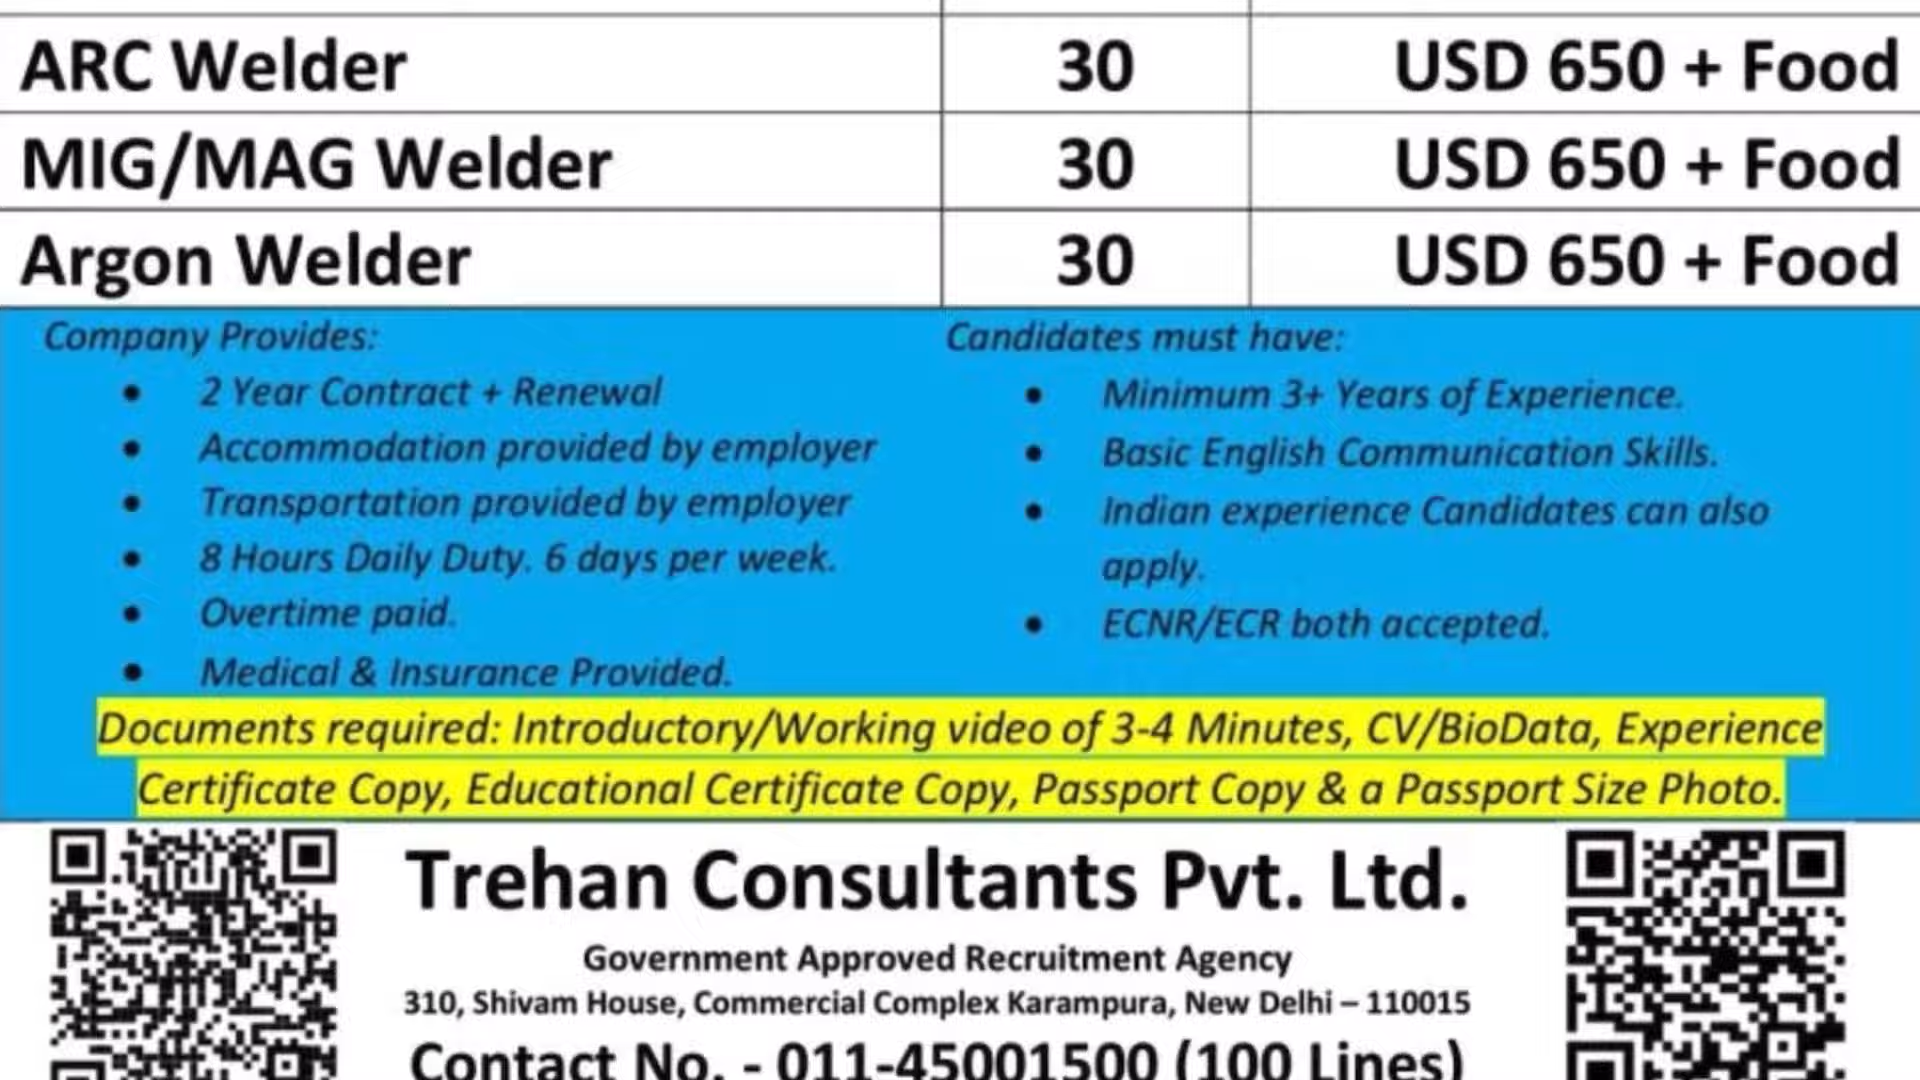 ARC Welder 30 USD 650 + Food
MIG/MAG Welder 30 USD 650 + Food
Argon Welder 30 USD 650 + Food
Company Provides:
• 2 Year Contract + Renewal
• Accommodation provided by employer
• Transportation provided by employer
• 8 Hours Daily Duty. 6 days per week.
• Overtime paid.
• Medical & Insurance Provided.
Candidates must have:
• Minimum 3+ Years of Experience.
• Basic English Communication Skills.
• Indian experience Candidates can also
apply.
• ECNR/ECR both accepted.
Documents required: Introductory/Working video of 3-4 Minutes, CV/BioData, Experience
Certificate Copy, Educational Certificate Copy, Passport Copy & a Passport Size Photo.
Trehan Consultants Pvt. Ltd.
Government Approved Recruitment Agency
310, Shivam House, Commercial Complex Karampura, New Delhi – 110015
Contact No. - 011-45001500 (100 Lines)